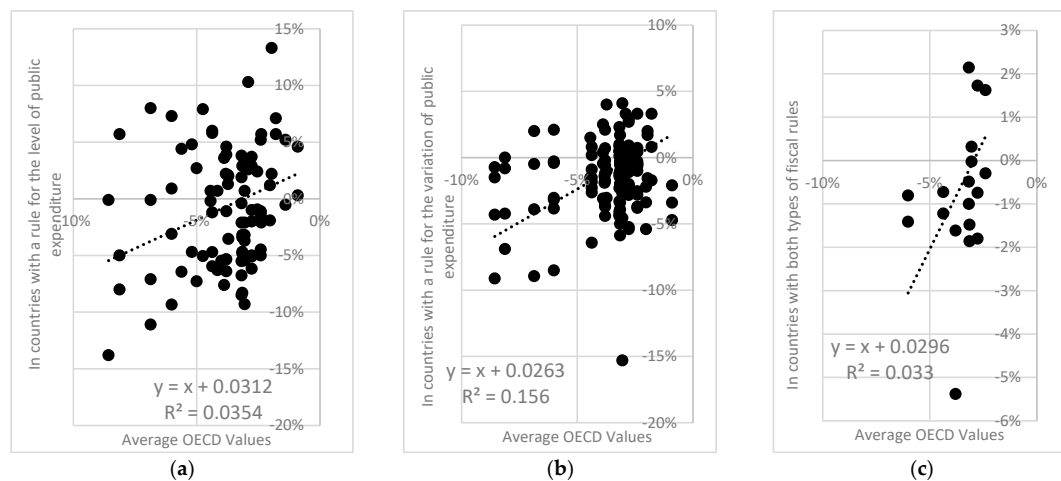 In countries with a rule for the level of public
expenditure
15%
10%
5%
0%
-5%
-10%
-15%
-20%
10%
-5%
0%
y = x + 0.0312
R² = 0.0354
Average OECD Values
(a)
In countries with a rule for the variation of public
expenditure
10%
5%
0%
-5%
-10%
-15%
-20%
-10%
-5%
0%
y = x + 0.0263
R² = 0.156
Average OECD Values
(b)
In countries with both types of fiscal rules
3%
2%
1%
0%
-1%
-2%
-3%
-4%
-5%
-6%
-10%
-5%
0%
y = x + 0.0296
R² = 0.033
Average OECD Values
(c)